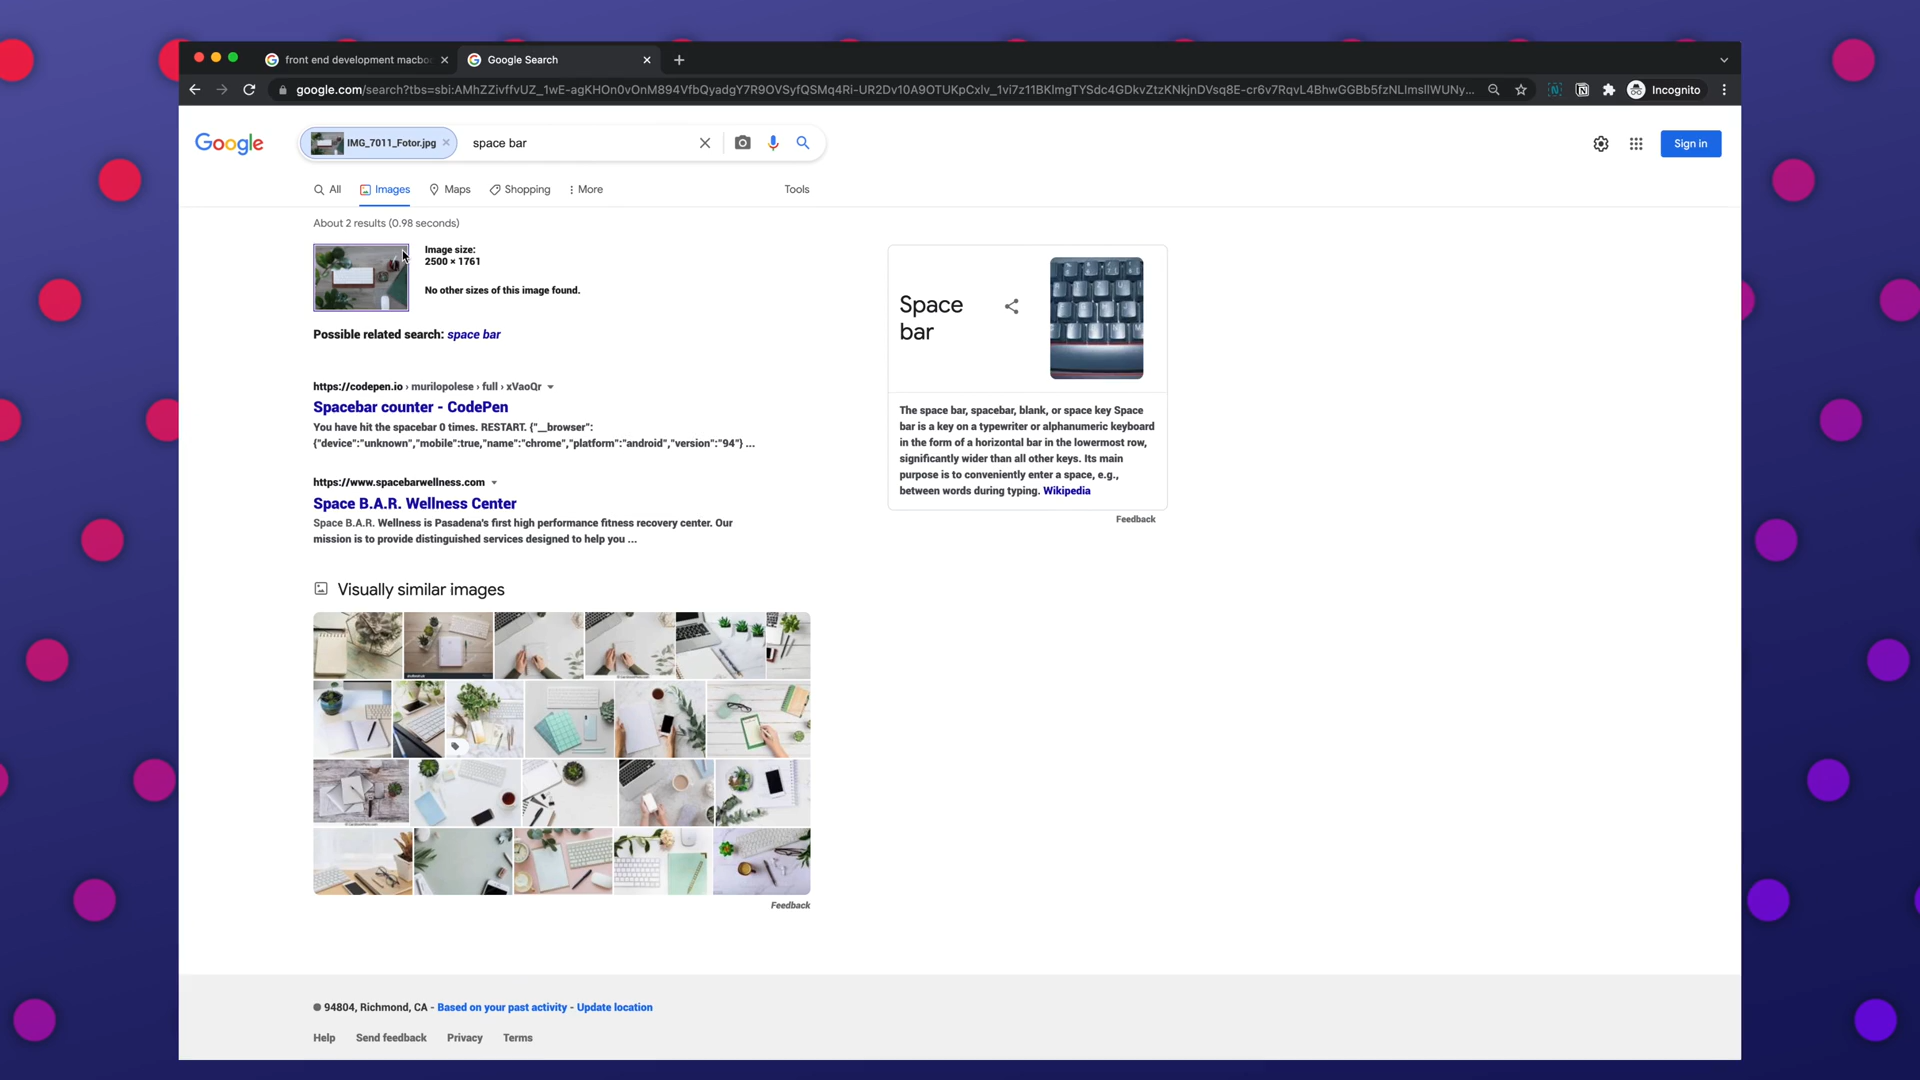 front end development macbo
Google Search
google.com/search?tbs=sbi:AMhZZivffvUZ_1wE-agKHOn0vOnM894VfbQyadgY7R9OVSyfQSMq4Ri-UR2Dv10A9OTUKpCxlv_1vi7z11BKImgTYSdc4GDkvZtzKNkjnDVsq8E-cr6v7RqvL4BhwGGBb5fzNLlmsIlWUNy...
Incognito
Google
IMG_7011_Fotor.jpg
space bar
Sign in
All
Images
Maps
Shopping
More
Tools
About 2 results (0.98 seconds)
Image size:
2500 × 1761
No other sizes of this image found.
Possible related search: space bar
https://codepen.io › murilopolese › full › xVaoQr
Spacebar counter - CodePen
You have hit the spacebar 0 times. RESTART. {"__browser":
{"device":"unknown","mobile":true,"name":"chrome","platform":"android","version":"94"} ...
https://www.spacebarwellness.com
Space B.A.R. Wellness Center
Space B.A.R. Wellness is Pasadena's first high performance fitness recovery center. Our
mission is to provide distinguished services designed to help you ...
Visually similar images
Feedback
Space
bar
The space bar, spacebar, blank, or space key Space
bar is a key on a typewriter or alphanumeric keyboard
in the form of a horizontal bar in the lowermost row,
significantly wider than all other keys. Its main
purpose is to conveniently enter a space, e.g.,
between words during typing. Wikipedia
Feedback
94804, Richmond, CA - Based on your past activity - Update location
Help
Send feedback
Privacy
Terms